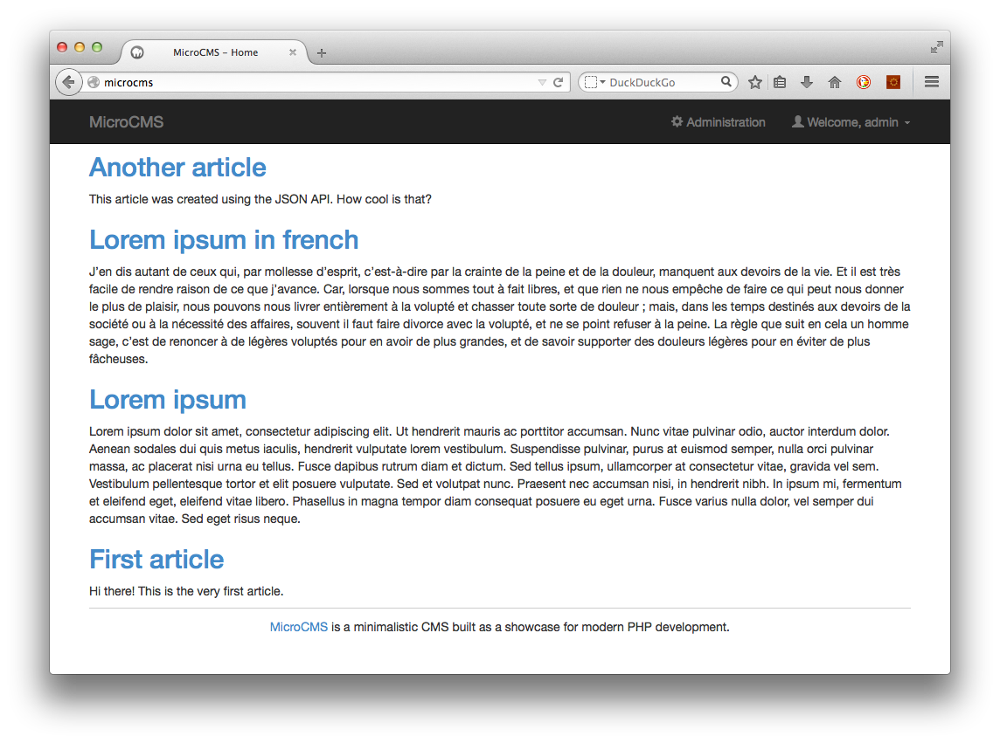 MicroCMS – Home
microcms
DuckDuckGo
MicroCMS
Administration
Welcome, admin
Another article
This article was created using the JSON API. How cool is that?
Lorem ipsum in french
J’en dis autant de ceux qui, par mollesse d’esprit, c’est-à-dire par la crainte de la peine et de la douleur, manquent aux devoirs de la vie. Et il est très
facile de rendre raison de ce que j’avance. Car, lorsque nous sommes tout à fait libres, et que rien ne nous empêche de faire ce qui peut nous donner
le plus de plaisir, nous pouvons nous livrer entièrement à la volupté et chasser toute sorte de douleur ; mais, dans les temps destinés aux devoirs de la
société ou à la nécessité des affaires, souvent il faut faire divorce avec la volupté, et ne se point refuser à la peine. La règle que suit en cela un homme
sage, c’est de renoncer à de légères voluptés pour en avoir de plus grandes, et de savoir supporter des douleurs légères pour en éviter de plus
fâcheuses.
Lorem ipsum
Lorem ipsum dolor sit amet, consectetur adipiscing elit. Ut hendrerit mauris ac porttitor accumsan. Nunc vitae pulvinar odio, auctor interdum dolor.
Aenean sodales dui quis metus iaculis, hendrerit vulputate lorem vestibulum. Suspendisse pulvinar, purus at euismod semper, nulla orci pulvinar
massa, ac placerat nisi urna eu tellus. Fusce dapibus rutrum diam et dictum. Sed tellus ipsum, ullamcorper at consectetur vitae, gravida vel sem.
Vestibulum pellentesque tortor et elit posuere vulputate. Sed et volutpat nunc. Praesent nec accumsan nisi, in hendrerit nibh. In ipsum mi, fermentum
et eleifend eget, eleifend vitae libero. Phasellus in magna tempor diam consequat posuere eu eget urna. Fusce varius nulla dolor, vel semper dui
accumsan vitae. Sed eget risus neque.
First article
Hi there! This is the very first article.
MicroCMS is a minimalistic CMS built as a showcase for modern PHP development.